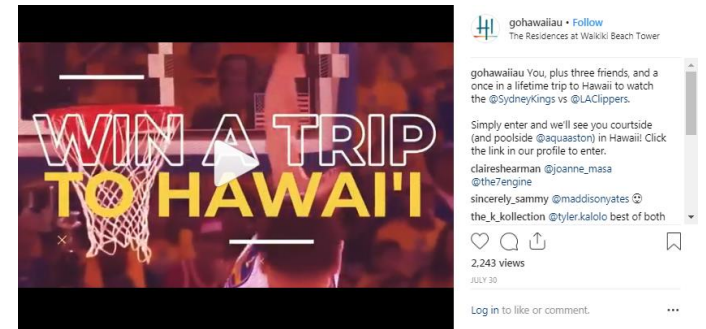 WIN A TRIP
TO HAWAI'I
gohawaiiau • Follow
The Residences at Waikiki Beach Tower
gohawaiiau You, plus three friends, and a
once in a lifetime trip to Hawaii to watch
the @SydneyKings vs @LAClippers.
Simply enter and we'll see you courtside
(and poolside @aquaaston) in Hawaii! Click
the link in our profile to enter.
claireshearman @joanne_masa
@the7engine
sincerely_sammy @maddisonyates 😍
the_k_kollection @tyler.kalolo best of both
2,243 views
JULY 30
Log in to like or comment.